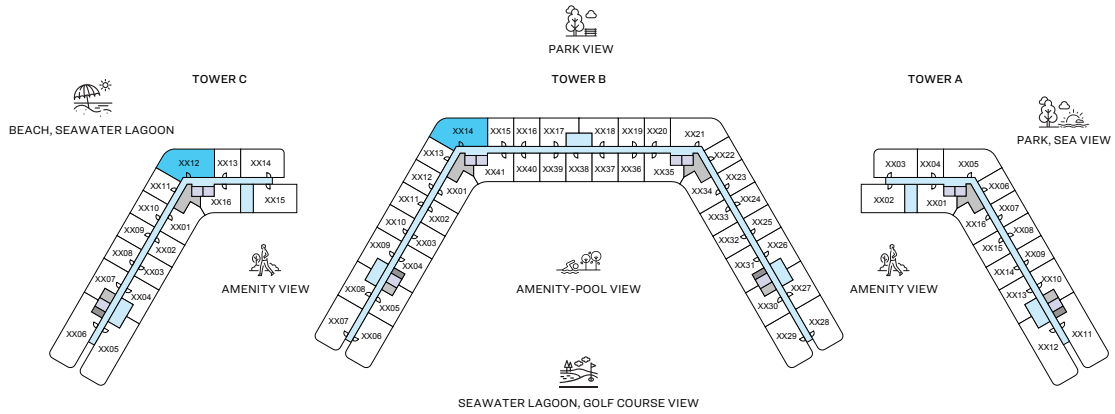 PARK VIEW
TOWER C
TOWER B
TOWER A
BEACH, SEAWATER LAGOON
PARK, SEA VIEW
XX12
XX13
XX14
XX11
XX10
XX09
XX08
XX07
XX06
XX16
XX15
XX01
XX02
XX03
XX04
XX05
XX14
XX15
XX16
XX17
XX18
XX19
XX20
XX21
XX13
XX12
XX11
XX10
XX09
XX08
XX07
XX01
XX41
XX40
XX39
XX38
XX37
XX36
XX35
XX34
XX02
XX03
XX04
XX05
XX06
XX22
XX23
XX24
XX25
XX26
XX27
XX28
XX33
XX32
XX31
XX30
XX29
XX03
XX04
XX05
XX02
XX01
XX16
XX15
XX14
XX13
XX12
XX06
XX07
XX08
XX09
XX10
XX11
AMENITY VIEW
AMENITY-POOL VIEW
AMENITY VIEW
SEAWATER LAGOON, GOLF COURSE VIEW